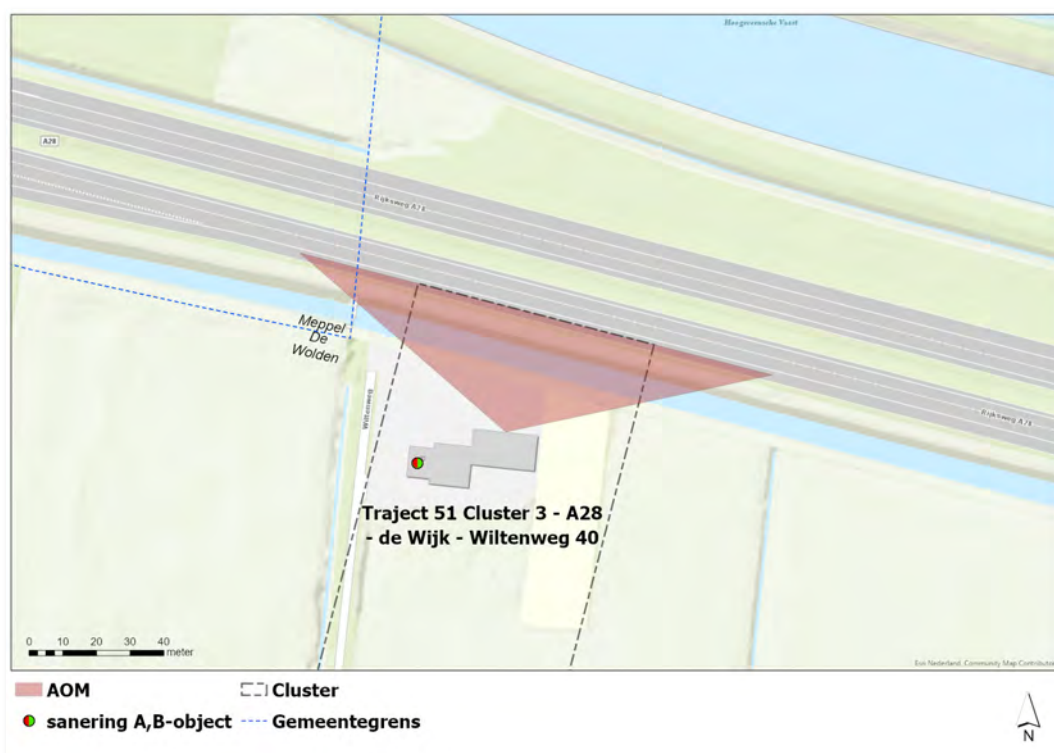 Hoogeveensche Vaart
A28
Rijksweg A28
Meppel
De
Wolden
Wiltenweg
Rijksweg A28
Traject 51 Cluster 3 - A28
- de Wijk - Wiltenweg 40
0 10 20 30 40
meter
Esri Nederland, Community Map Contributors
AOM
Cluster
sanering A,B-object
Gemeentegrens
N